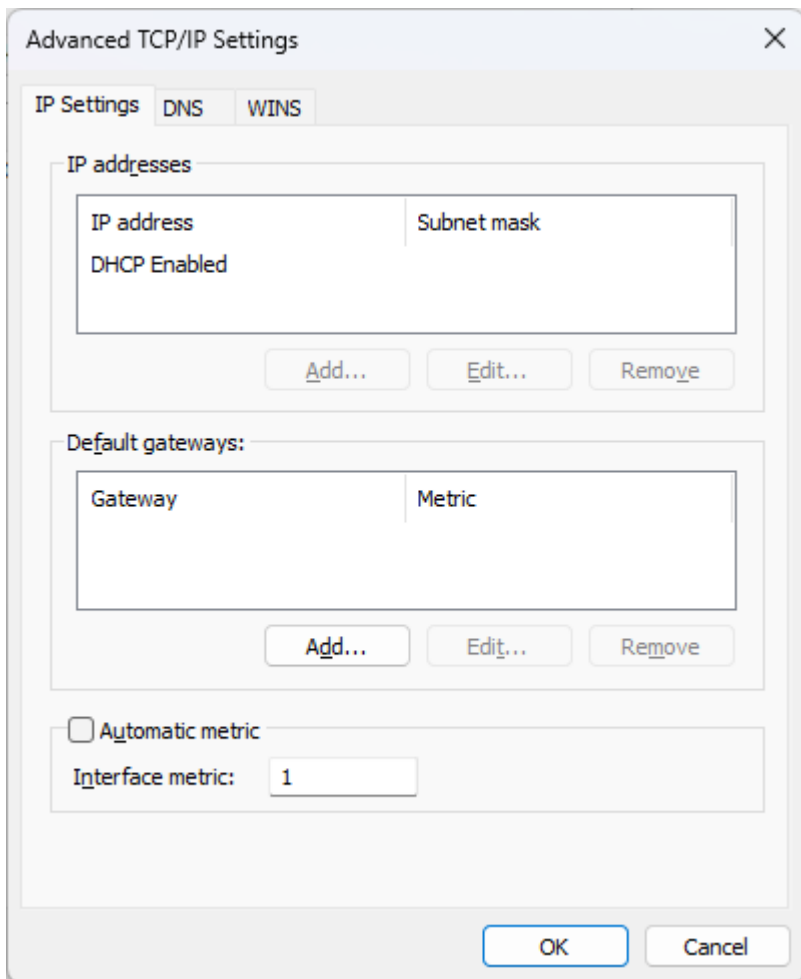 Advanced TCP/IP Settings
IP Settings DNS WINS
IP addresses
IP address Subnet mask
DHCP Enabled
Add... Edit... Remove
Default gateways:
Gateway Metric
Add... Edit... Remove
Automatic metric
Interface metric: 1
OK Cancel